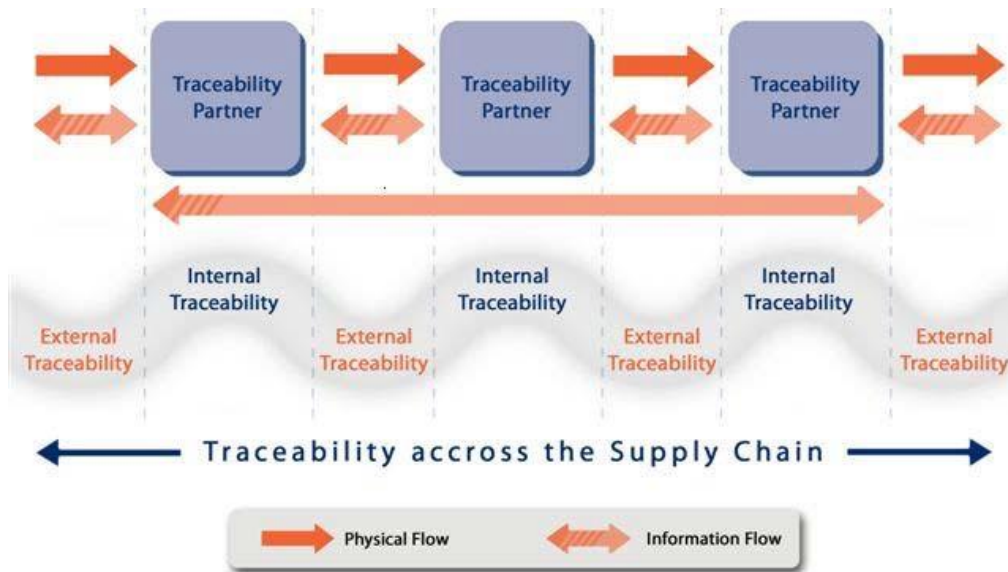 Traceability
Partner
Traceability
Partner
Traceability
Partner
Internal
Traceability
Internal
Traceability
Internal
Traceability
External
Traceability
External
Traceability
External
Traceability
External
Traceability
Traceability accross the Supply Chain
Physical Flow
Information Flow